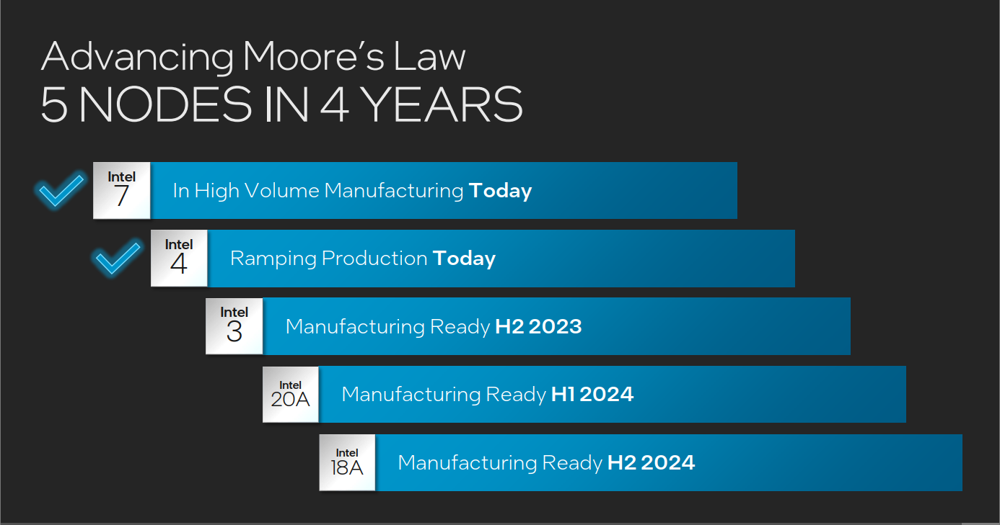 Advancing Moore’s Law
5 NODES IN 4 YEARS
Intel
7
In High Volume Manufacturing Today
Intel
4
Ramping Production Today
Intel
3
Manufacturing Ready H2 2023
Intel
20A
Manufacturing Ready H1 2024
Intel
18A
Manufacturing Ready H2 2024